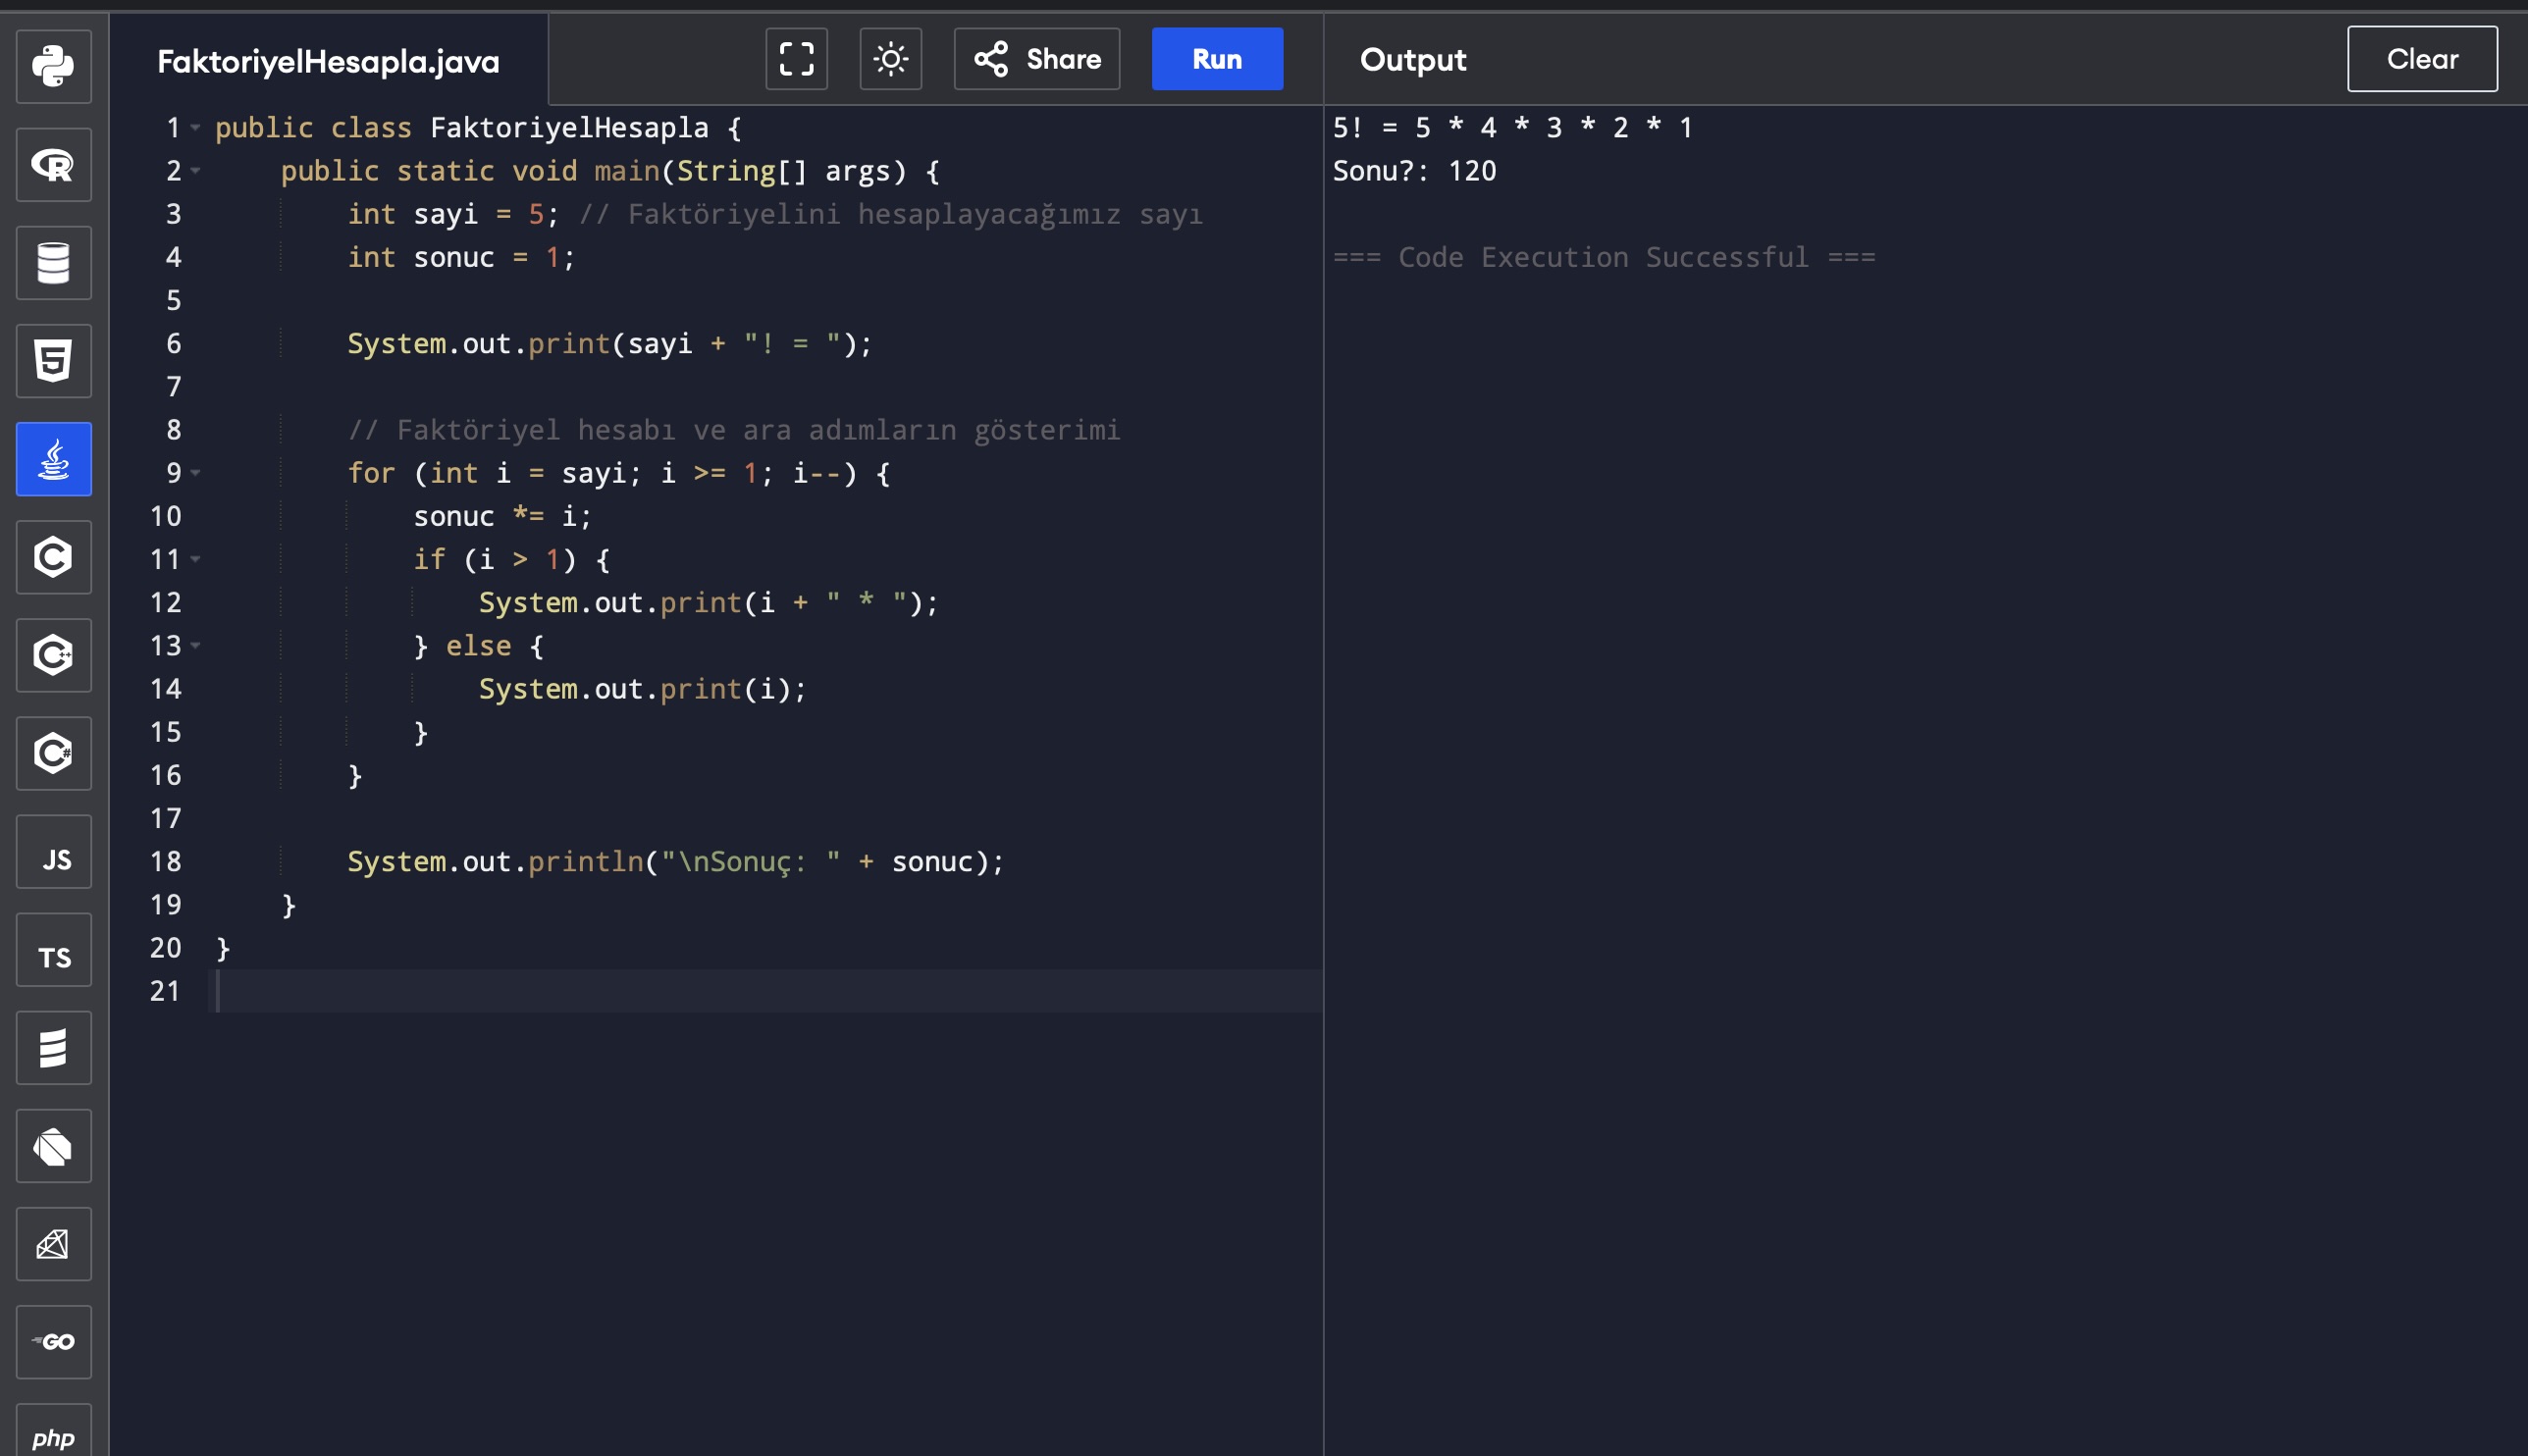 FaktoriyelHesapla.java
Share
Run
Output
Clear
1 public class FaktoriyelHesapla {
2     public static void main(String[] args) {
3         int sayi = 5; // Faktöriyelini hesaplayacağımız sayı
4         int sonuc = 1;
5
6         System.out.print(sayi + "! = ");
7
8         // Faktöriyel hesabı ve ara adımların gösterimi
9         for (int i = sayi; i >= 1; i--) {
10             sonuc *= i;
11             if (i > 1) {
12                 System.out.print(i + " * ");
13             } else {
14                 System.out.print(i);
15             }
16         }
17
18         System.out.println("\nSonuç: " + sonuc);
19     }
20 }
21
5! = 5 * 4 * 3 * 2 * 1
Sonu?: 120
=== Code Execution Successful ===
R
5
C
C++
C#
JS
TS
GO
php